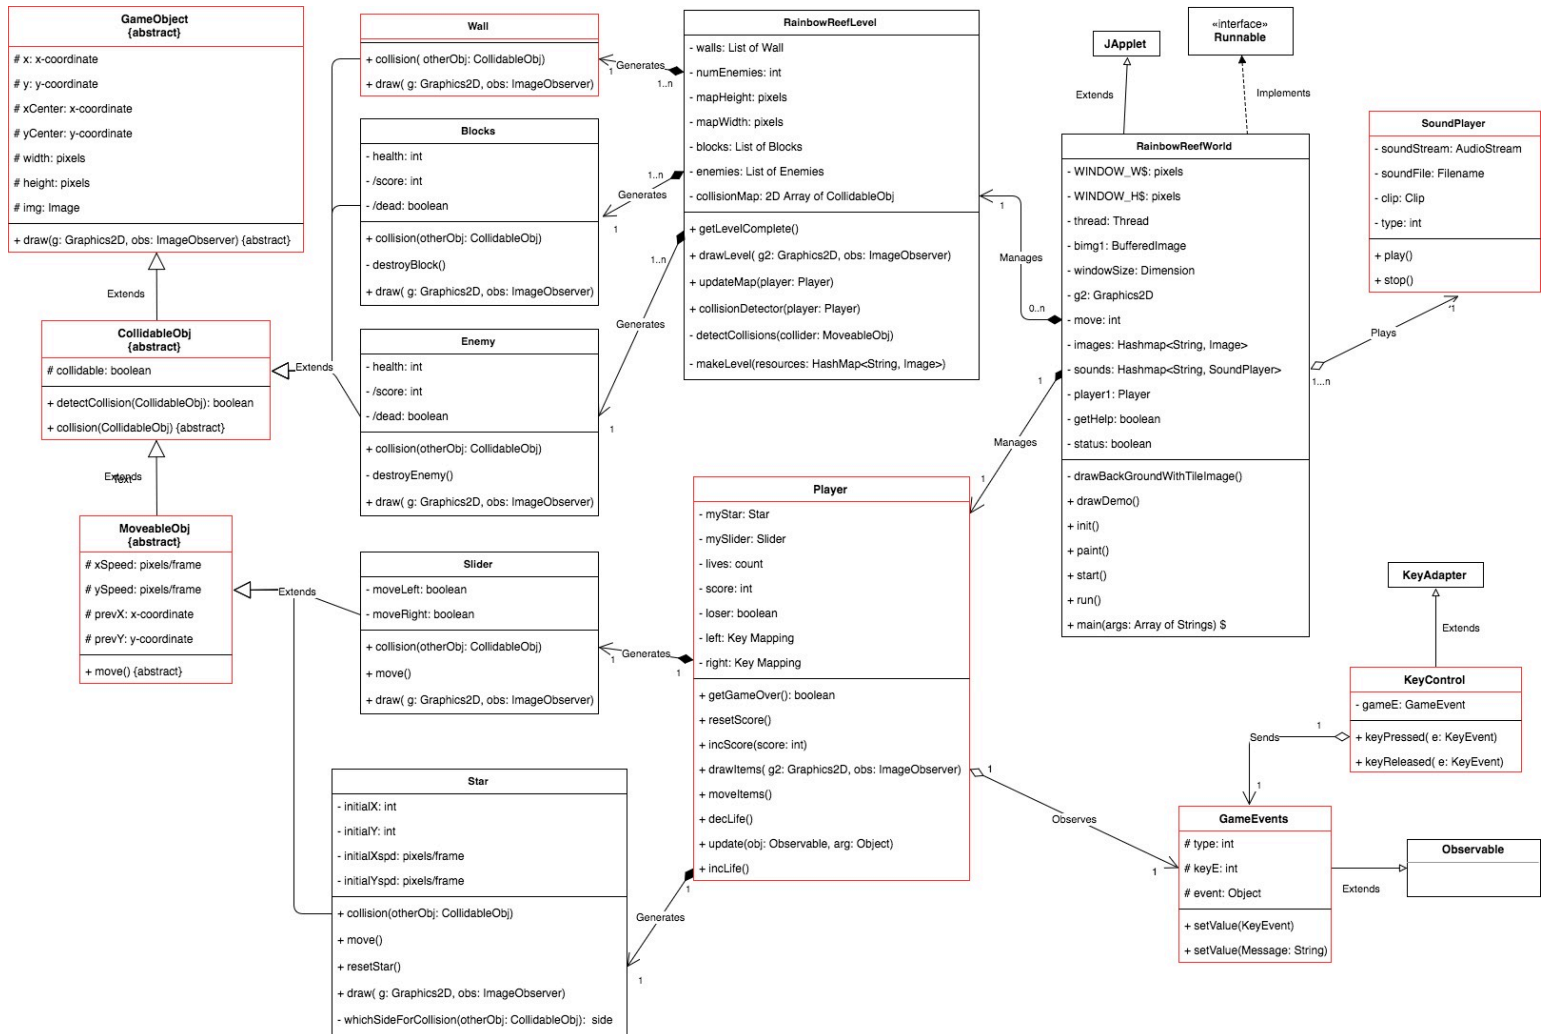 GameObject
{abstract}
# x: x-coordinate
# y: y-coordinate
# xCenter: x-coordinate
# yCenter: y-coordinate
# width: pixels
# height: pixels
# img: Image
+ draw(g: Graphics2D, obs: ImageObserver) {abstract}
Extends
CollidableObj
{abstract}
# collidable: boolean
+ detectCollision(CollidableObj): boolean
+ collision(CollidableObj) {abstract}
Extends
Text
MoveableObj
{abstract}
# xSpeed: pixels/frame
# ySpeed: pixels/frame
# prevX: x-coordinate
# prevY: y-coordinate
+ move() {abstract}
Extends
Extends
Wall
+ collision( otherObj: CollidableObj)
+ draw( g: Graphics2D, obs: ImageObserver)
Blocks
- health: int
- /score: int
- /dead: boolean
+ collision(otherObj: CollidableObj)
- destroyBlock()
+ draw( g: Graphics2D, obs: ImageObserver)
Enemy
- health: int
- /score: int
- /dead: boolean
+ collision(otherObj: CollidableObj)
- destroyEnemy()
+ draw( g: Graphics2D, obs: ImageObserver)
Slider
- moveLeft: boolean
- moveRight: boolean
+ collision(otherObj: CollidableObj)
+ move()
+ draw( g: Graphics2D, obs: ImageObserver)
Star
- initialX: int
- initialY: int
- initialXspd: pixels/frame
- initialYspd: pixels/frame
+ collision(otherObj: CollidableObj)
+ move()
+ resetStar()
+ draw( g: Graphics2D, obs: ImageObserver)
- whichSideForCollision(otherObj: CollidableObj): side
Generates
1
1..n
1..n
Generates
1
1..n
Generates
1
Generates
1
1
1
Generates
1
RainbowReefLevel
- walls: List of Wall
- numEnemies: int
- mapHeight: pixels
- mapWidth: pixels
- blocks: List of Blocks
- enemies: List of Enemies
- collisionMap: 2D Array of CollidableObj
+ getLevelComplete()
+ drawLevel( g2: Graphics2D, obs: ImageObserver)
+ updateMap(player: Player)
+ collisionDetector(player: Player)
- detectCollisions(collider: MoveableObj)
- makeLevel(resources: HashMap<String, Image>)
Player
- myStar: Star
- mySlider: Slider
- lives: count
- score: int
- loser: boolean
- left: Key Mapping
- right: Key Mapping
+ getGameOver(): boolean
+ resetScore()
+ incScore(score: int)
+ drawItems( g2: Graphics2D, obs: ImageObserver)
+ moveItems()
+ decLife()
+ update(obj: Observable, arg: Object)
+ incLife()
1
Manages
0..n
1
Manages
1
1
Observes
1
JApplet
«interface»
Runnable
Extends
Implements
RainbowReefWorld
- WINDOW_W$: pixels
- WINDOW_H$: pixels
- thread: Thread
- bimg1: BufferedImage
- windowSize: Dimension
- g2: Graphics2D
- move: int
- images: Hashmap<String, Image>
- sounds: Hashmap<String, SoundPlayer>
- player1: Player
- getHelp: boolean
- status: boolean
- drawBackGroundWithTileImage()
+ drawDemo()
+ init()
+ paint()
+ start()
+ run()
+ main(args: Array of Strings) $
SoundPlayer
- soundStream: AudioStream
- soundFile: Filename
- clip: Clip
- type: int
+ play()
+ stop()
*1
Plays
1...n
KeyAdapter
Extends
KeyControl
- gameE: GameEvent
+ keyPressed( e: KeyEvent)
+ keyReleased( e: KeyEvent)
1
Sends
1
GameEvents
# type: int
# keyE: int
# event: Object
+ setValue(KeyEvent)
+ setValue(Message: String)
Extends
Observable